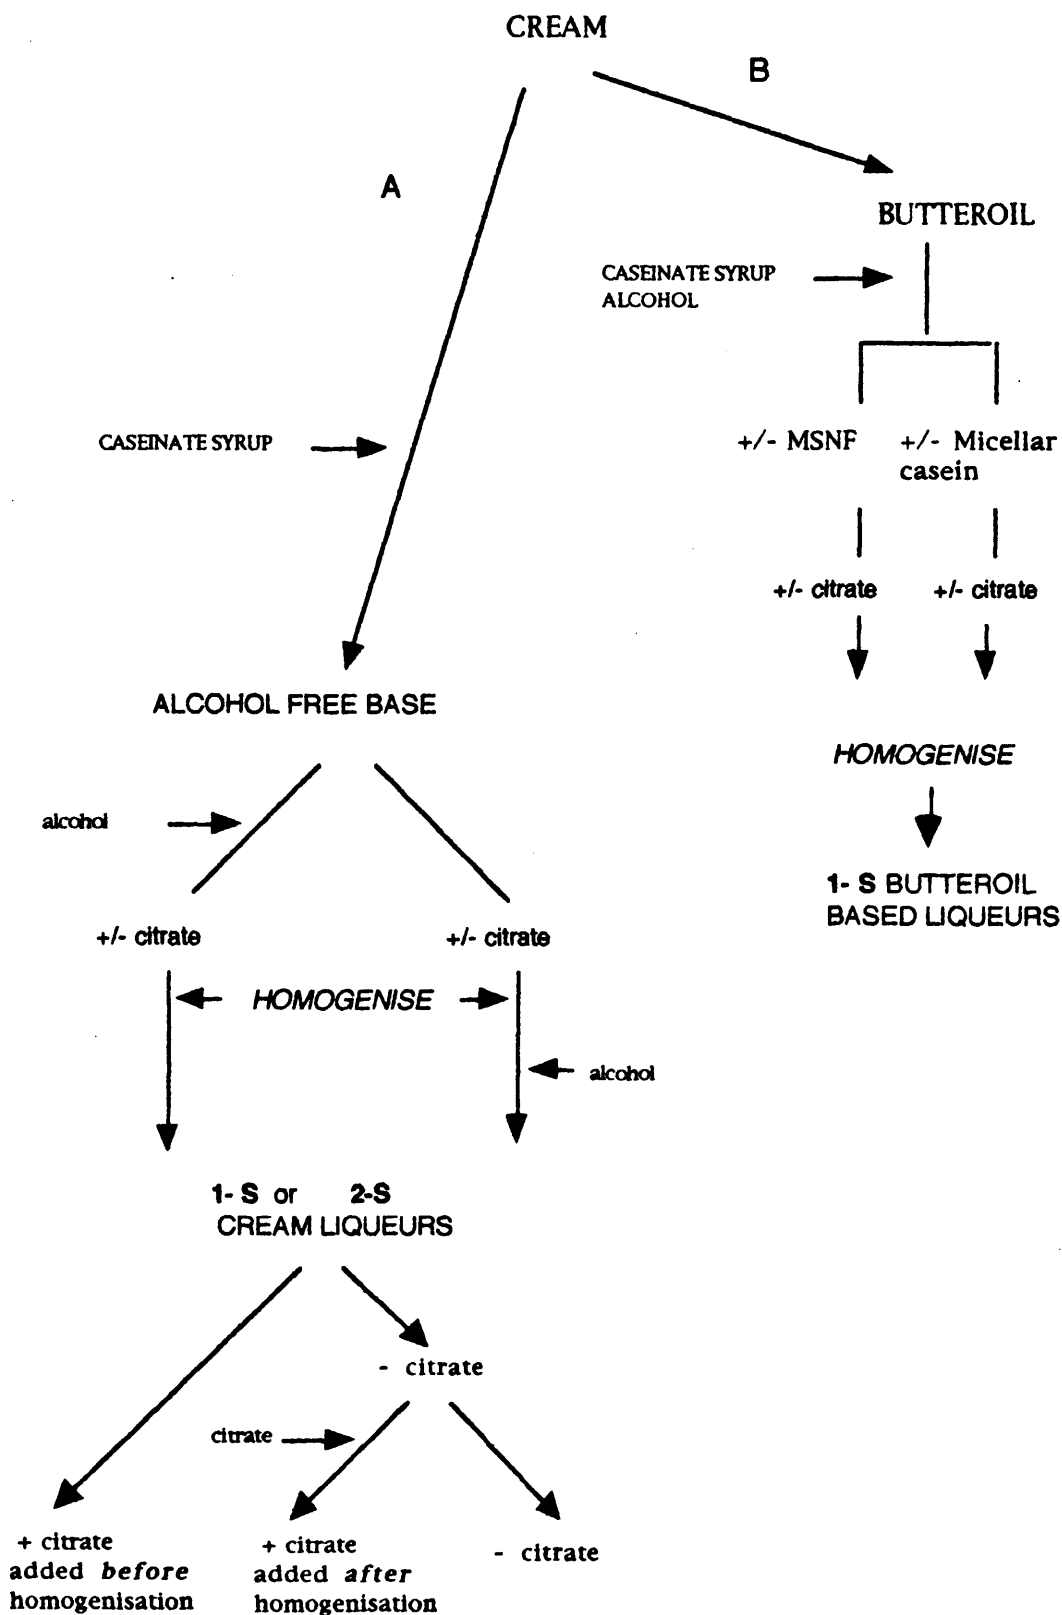 CREAM
B
A
BUTTEROIL
CASEINATE SYRUP
ALCOHOL
CASEINATE SYRUP
+/- MSNF
+/- Micellar
casein
+/- citrate
+/- citrate
ALCOHOL FREE BASE
HOMOGENISE
alcohol
1- S BUTTEROIL
BASED LIQUEURS
+/- citrate
+/- citrate
HOMOGENISE
alcohol
1- S or 2-S
CREAM LIQUEURS
- citrate
citrate
+ citrate
added before
homogenisation
+ citrate
added after
homogenisation
- citrate